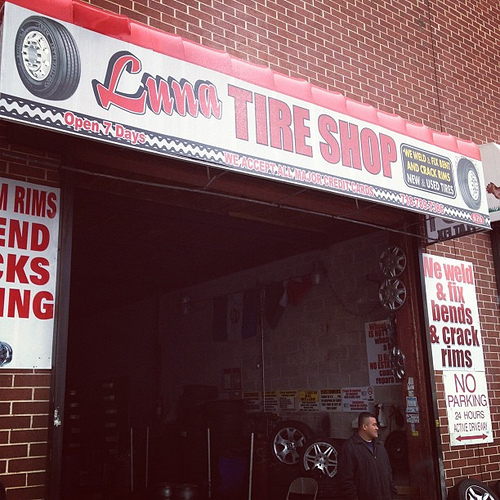 Luna TIRE SHOP
Open 7 Days
WE ACCEPT ALL MAJOR CREDIT CARDS
WE WELD & FIX BENT
AND CRACK RIMS
NEW & USED TIRES
M RIMS
END
CKS
ING
We weld
& fix
bends
& crack
rims
NO
PARKING
24 HOURS
ACTIVE DRIVEWAY